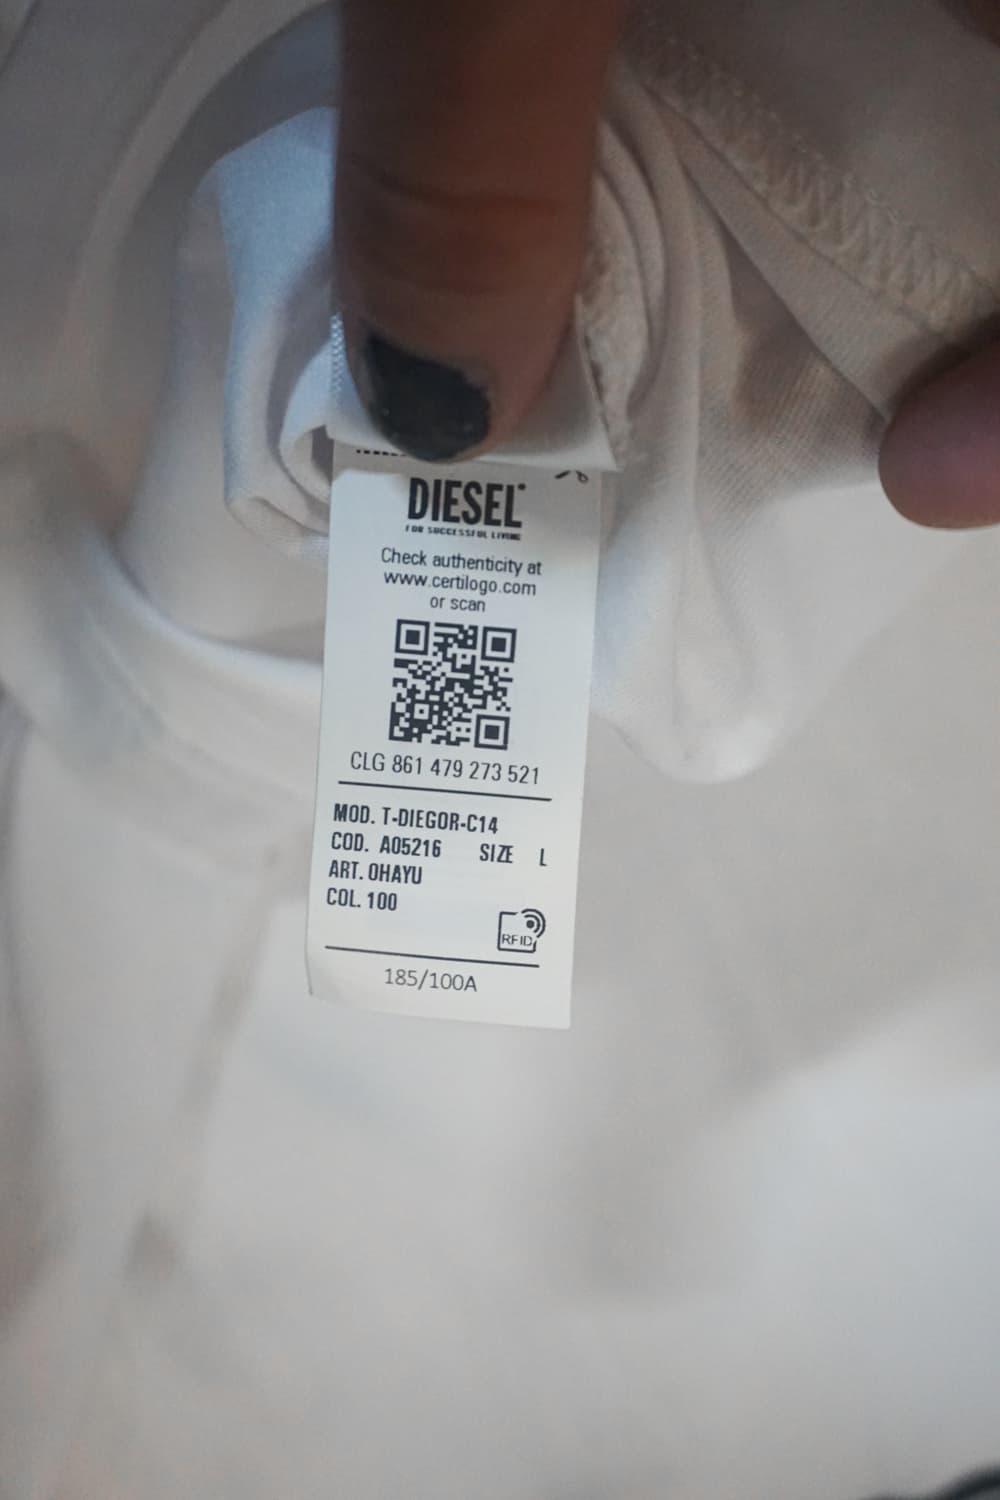 DIESEL
FOR SUCCESSFUL LIVING
Check authenticity at
www.certilogo.com
or scan
CLG 861 479 273 521
MOD. T-DIEGOR-C14
COD. A05216 SIZE L
ART. OHAYU
COL. 100
RFID
185/100A